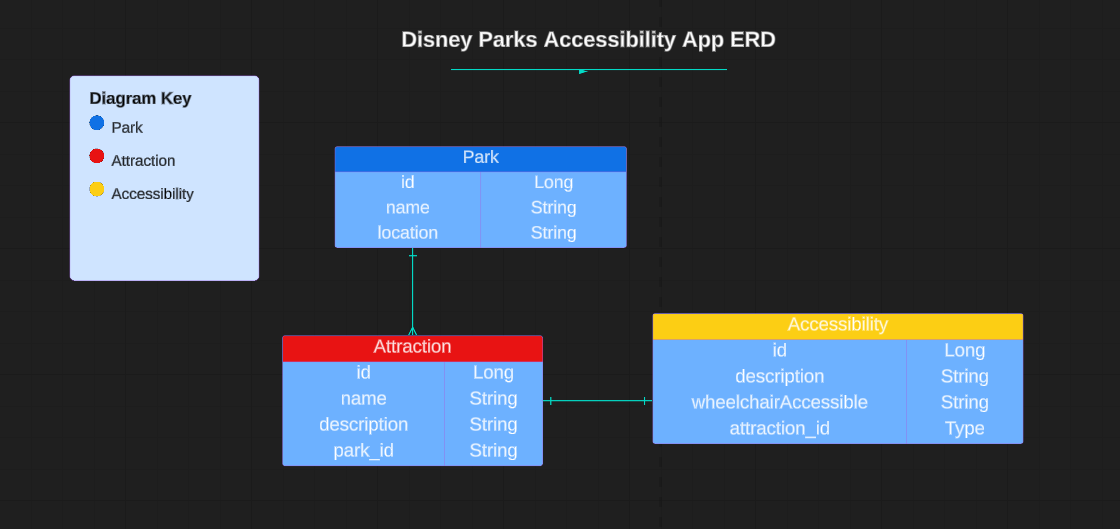 Disney Parks Accessibility App ERD
Diagram Key
Park
Attraction
Accessibility
Park
id Long
name String
location String
Attraction
id Long
name String
description String
park_id String
Accessibility
id Long
description String
wheelchairAccessible String
attraction_id Type